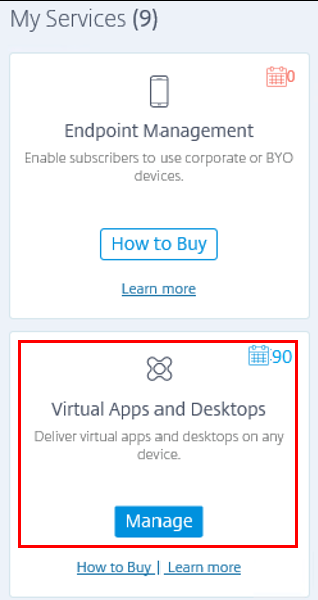 My Services (9)
0
Endpoint Management
Enable subscribers to use corporate or BYO
devices.
How to Buy
Learn more
90
Virtual Apps and Desktops
Deliver virtual apps and desktops on any
device.
Manage
How to Buy | Learn more